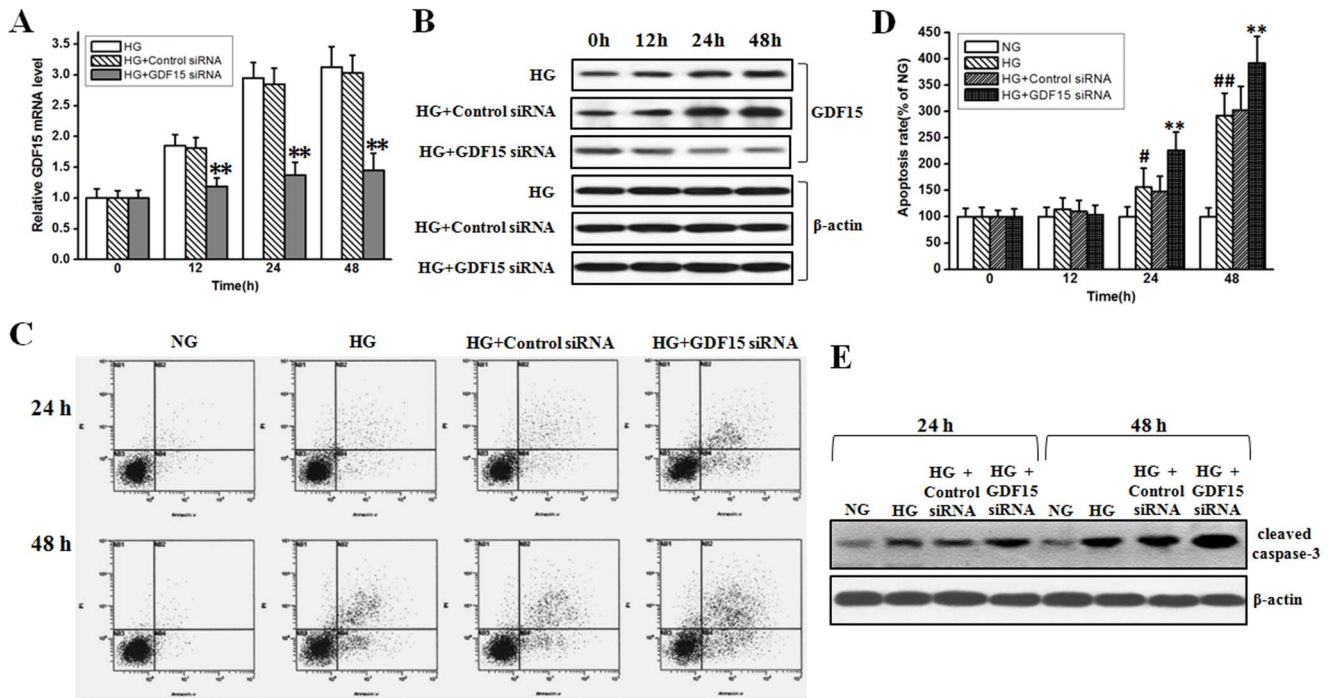 A
HG
HG+Control siRNA
HG+GDF15 siRNA
Relative GDF15 mRNA level
3.5
3.0
2.5
2.0
1.5
1.0
0.5
0.0
**
**
**
0 12 24 48
Time(h)
B
0h 12h 24h 48h
HG
HG+Control siRNA
HG+GDF15 siRNA
GDF15
HG
HG+Control siRNA
HG+GDF15 siRNA
β-actin
D
NG
HG
HG+Control siRNA
HG+GDF15 siRNA
Apoptosis rate(% of NG)
450
400
350
300
250
200
150
100
50
0
#
**
##
**
0 12 24 48
Time(h)
C
NG HG HG+Control siRNA HG+GDF15 siRNA
24 h
48 h
PI
Annexin.v
E
24 h 48 h
NG
HG
HG +
Control
siRNA
HG +
GDF15
siRNA
NG
HG
HG +
Control
siRNA
HG +
GDF15
siRNA
cleaved
caspase-3
β-actin